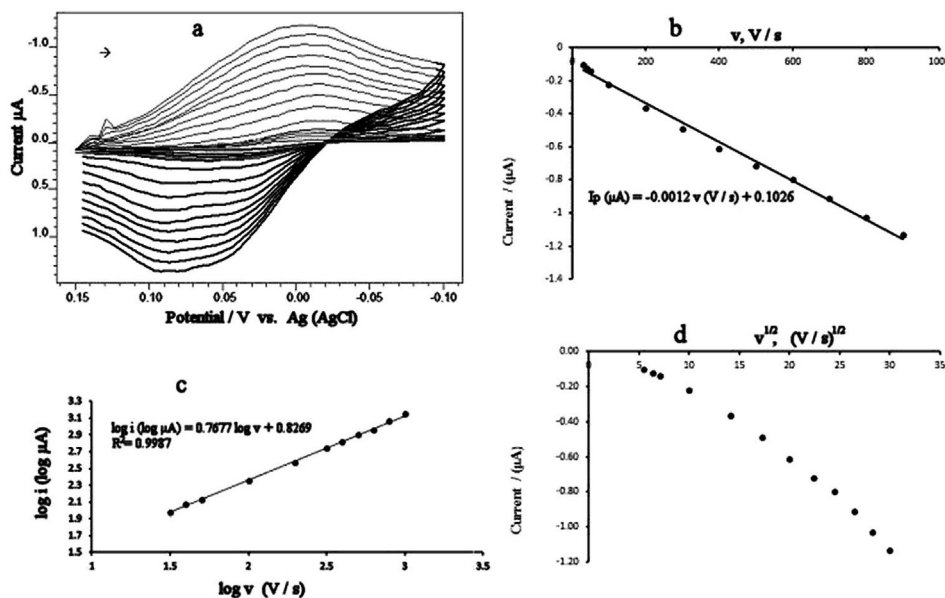 a
-1.0
-0.5
0.0
0.5
1.0
Current µA
0.15 0.10 0.05 0.00 -0.05 -0.10
Potential / V vs. Ag (AgCl)
b
v, V / s
0 200 400 600 800 1000
0
-0.2
-0.4
-0.6
-0.8
-1
-1.2
-1.4
Current / (µA)
Ip (µA) = -0.0012 v (V / s) + 0.1026
c
3.1
2.9
2.7
2.5
2.3
2.1
1.9
1.7
1.5
3.3
log i (log µA)
log i (log µA) = 0.7677 log v + 0.8269
R² = 0.9987
1 1.5 2 2.5 3 3.5
log v (V / s)
d
v1/2, (V / s)1/2
0 5 10 15 20 25 30 35
0.00
-0.20
-0.40
-0.60
-0.80
-1.00
-1.20
Current / (µA)